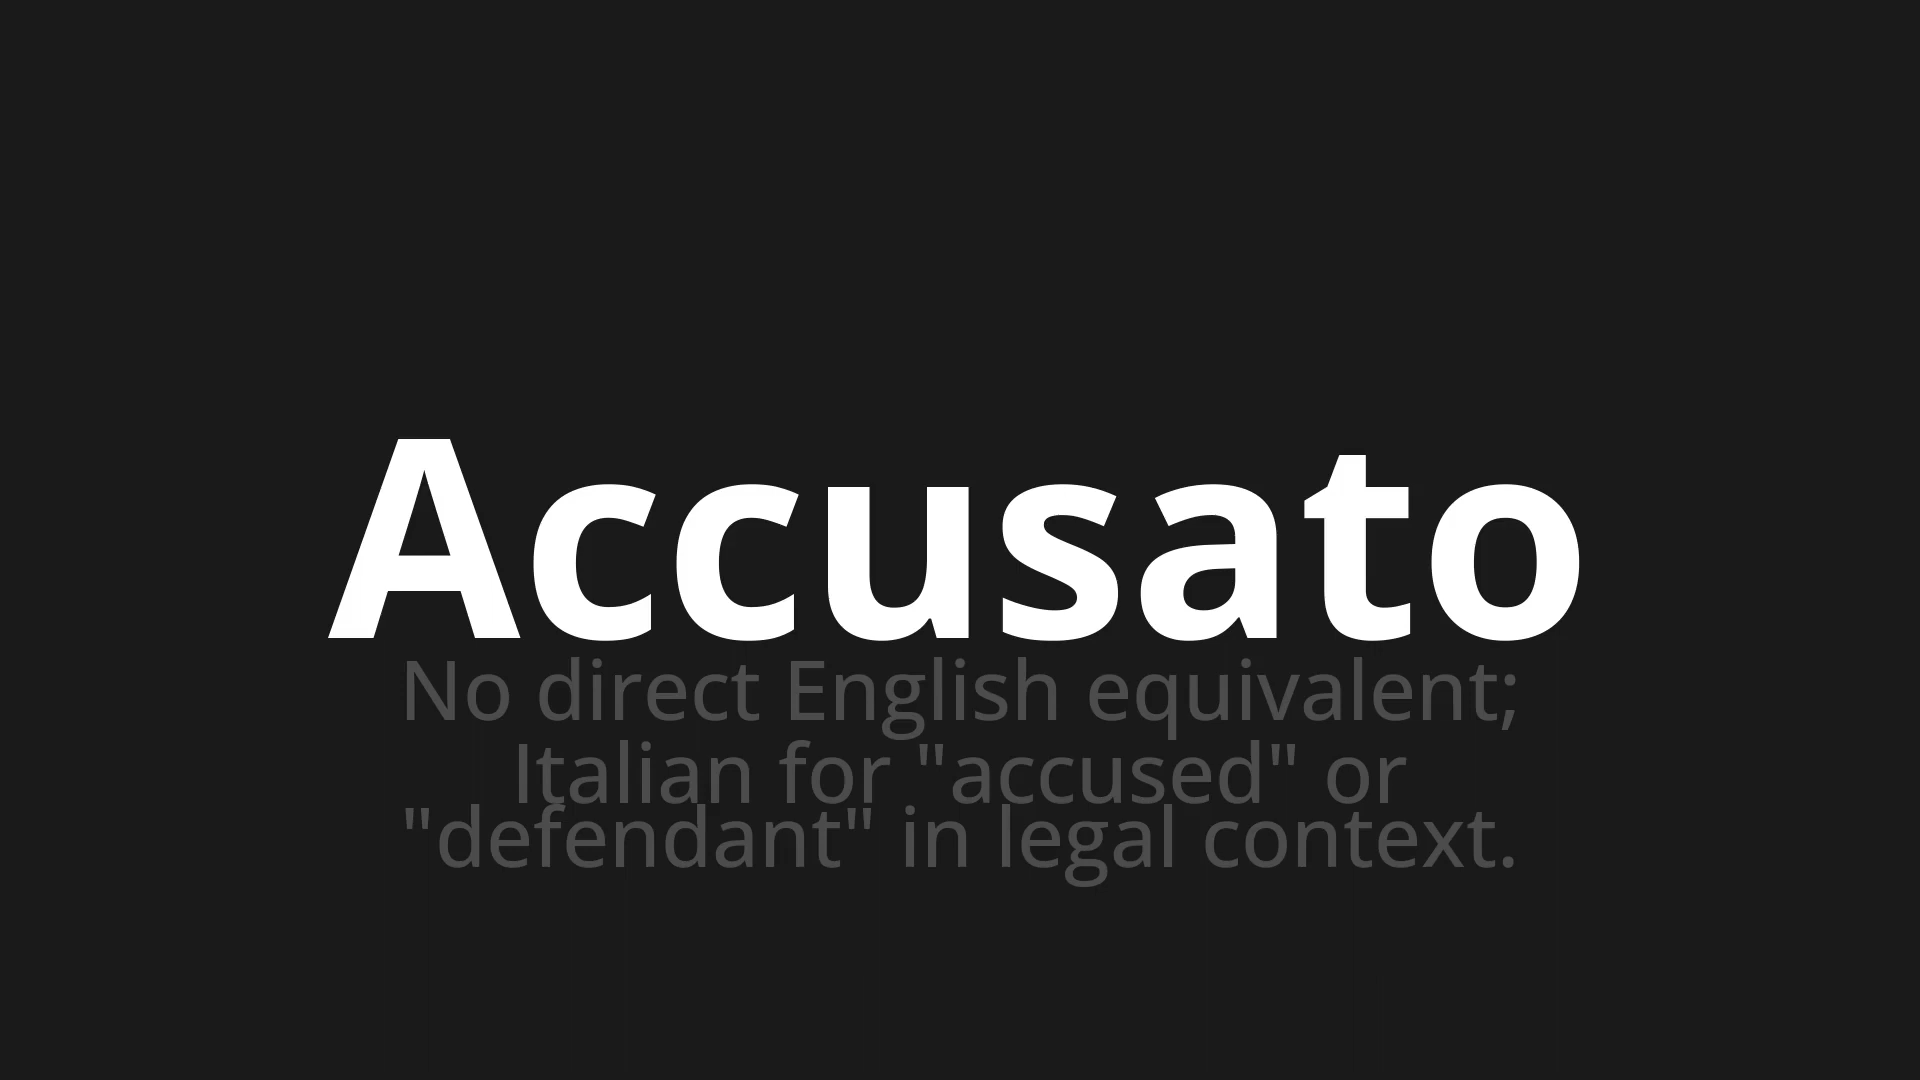 Accusato
No direct English equivalent;
Italian for "accused" or
"defendant" in legal context.